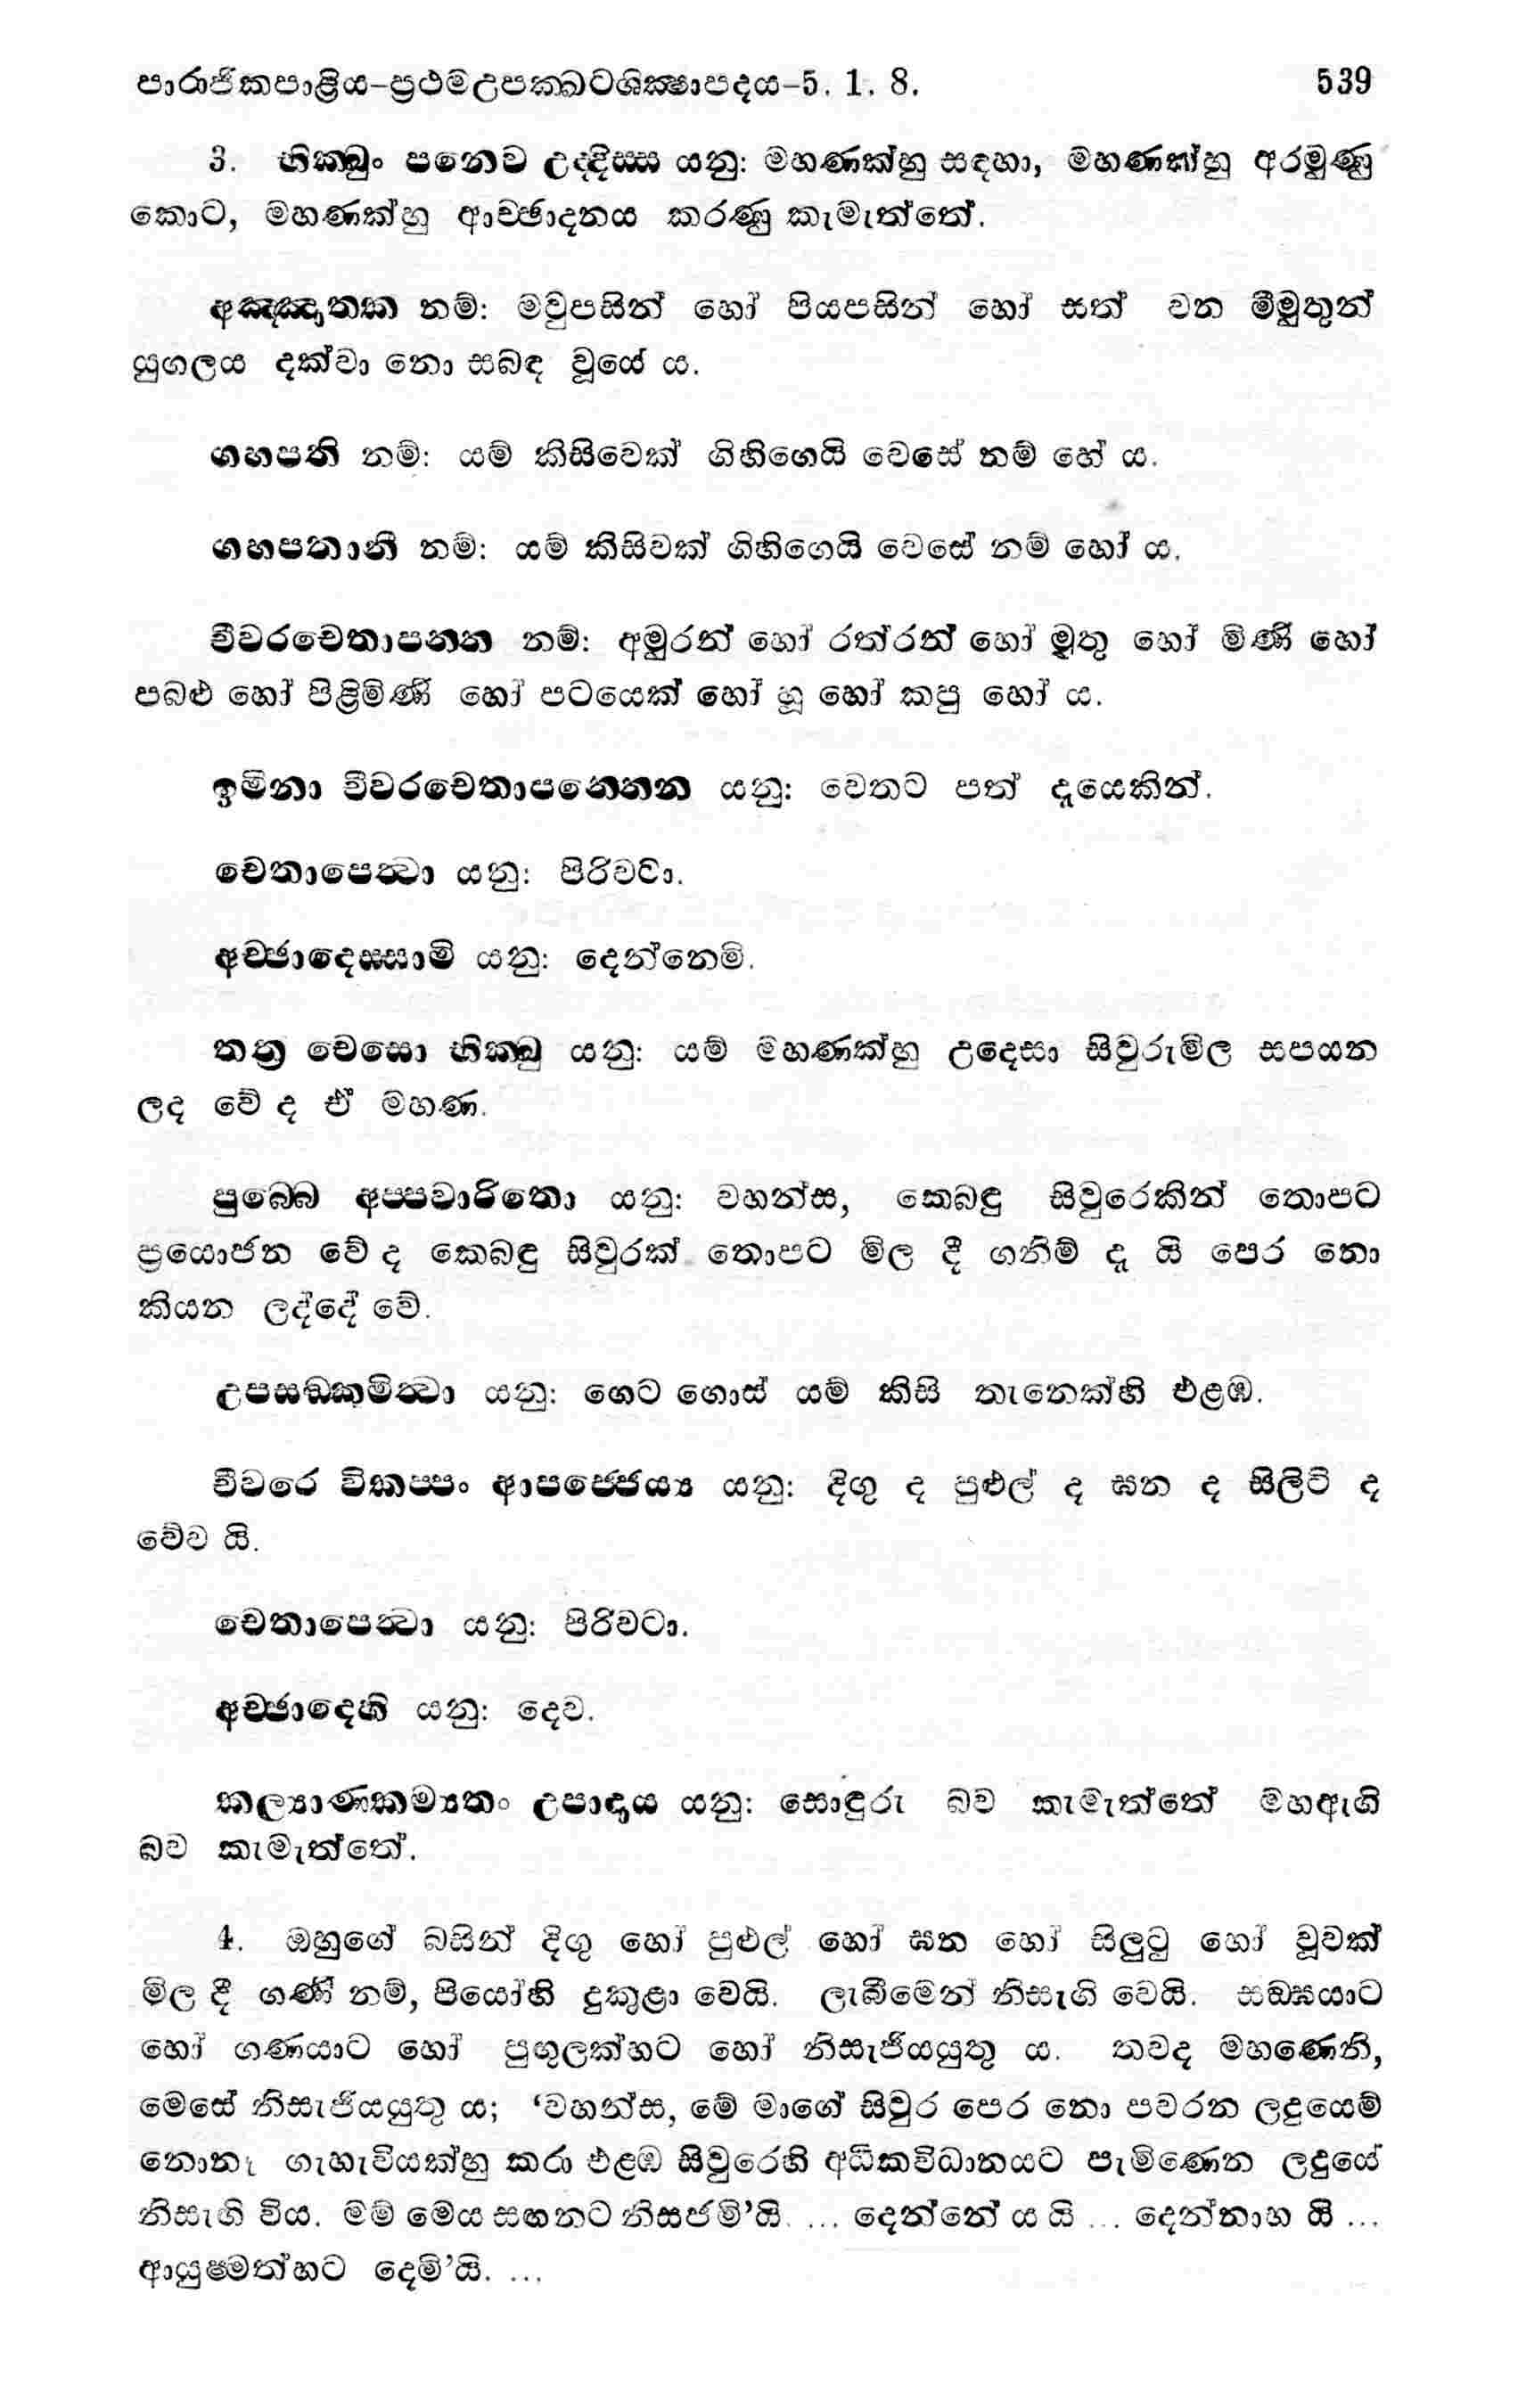 පාරාජිකපාළිය–ප්‍රථමඋපක්‍ඛටශික්‍ෂාපදය–5. 1. 8. 539
3. භික්‍ඛුං පනෙව උද්‍දිස්‍ස යනු: මහණක්හු සඳහා, මහණක්හු අරමුණු
කොට, මහණක්හු ආච්ඡාදනය කරණු කැමැත්තේ.
අඤ්ඤාතක නම්: මවුපසින් හෝ පියපසින් හෝ සත් වන මීමුතුන්
යුගලය දක්වා නො සබඳ වූයේ ය.
ගහපති නම්: යම් කිසිවෙක් ගිහිගෙයි වෙසේ නම් හේ ය.
ගහපතානී නම්: යම් කිසිවක් ගිහිගෙයි වෙසේ නම් හෝ ය.
චීවරචෙතාපනන නම්: අමුරන් හෝ රත්රන් හෝ මුතු හෝ මිණි හෝ
පබළු හෝ පිළිමිණි හෝ පටයෙක් හෝ හූ හෝ කපු හෝ ය.
ඉමිනා චීවරචෙතාපනෙනන යනු: වෙතට පත් දෑයෙකින්.
චෙතාපෙත්‍වා යනු: පිරිවටා.
අච්ඡාදෙස්‍සාමි යනු: දෙන්නෙමි.
තත්‍ර චෙසො භික්‍ඛු යනු: යම් මහණක්හු උදෙසා සිවුරුමිල සපයන
ලද වේ ද ඒ මහණ.
පුබ්‍බෙ අප්‍පවාරිතො යනු: වහන්ස, කෙබඳු සිවුරෙකින් තොපට
ප්‍රයොජන වේ ද කෙබඳු සිවුරක් තොපට මිල දී ගනිම් ද යි පෙර නො
කියන ලද්දේ වේ.
උපසඞ්‍කමිත්‍වා යනු: ගෙට ගොස් යම් කිසි තැනෙක්හි එළඹ.
චීවරෙ විකප්‍පං ආපජ්‍ජෙය්‍ය යනු: දිගු ද පුළුල් ද ඝන ද සිලිටි ද
වේව යි.
චෙතාපෙත්‍වා යනු: පිරිවටා.
අච්ඡාදෙහි යනු: දෙව.
කල්‍යාණකම්‍යතං උපාදාය යනු: සොඳුරු බව කැමැත්තේ මහඇගි
බව කැමැත්තේ.
4. ඔහුගේ බසින් දිගු හෝ පුළුල් හෝ ඝන හෝ සිලුටු හෝ වූවක්
මිල දී ගණී නම්, පියෝහි දුකුළා වෙයි. ලැබීමෙන් නිසැගි වෙයි. සඞ්‍ඝයාට
හෝ ගණයාට හෝ පුඟුලක්හට හෝ නිසැජියයුතු ය. තවද මහණෙනි,
මෙසේ නිසැජියයුතු ය; ‘වහන්ස, මේ මාගේ සිවුර පෙර නො පවරන ලදුයෙම්
නොනෑ ගැහැවියක්හු කරා එළඹ සිවුරෙහි අධිකවිධානයට පැමිණෙන ලදුයේ
නිසැගි විය. මම් මෙය සඟනට නිසජමි’යි. ... දෙන්නේ ය යි ... දෙන්නාහ යි ...
ආයුෂ්‍මත්හට දෙමි’යි. ...